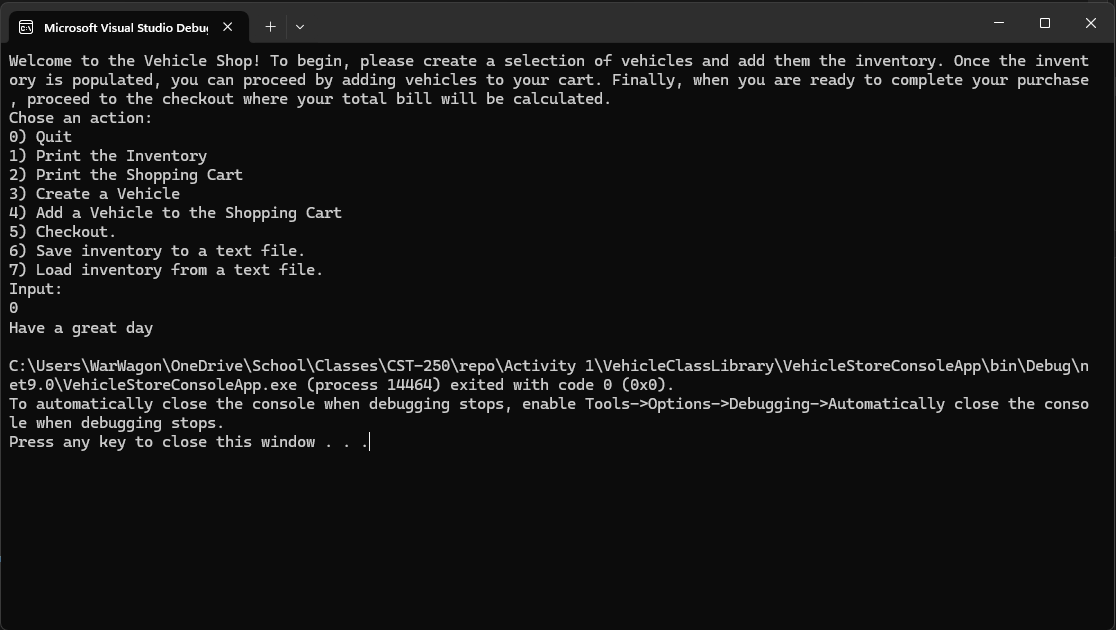 Microsoft Visual Studio Debug
Welcome to the Vehicle Shop! To begin, please create a selection of vehicles and add them the inventory. Once the invent
ory is populated, you can proceed by adding vehicles to your cart. Finally, when you are ready to complete your purchase
, proceed to the checkout where your total bill will be calculated.
Chose an action:
0) Quit
1) Print the Inventory
2) Print the Shopping Cart
3) Create a Vehicle
4) Add a Vehicle to the Shopping Cart
5) Checkout.
6) Save inventory to a text file.
7) Load inventory from a text file.
Input:
0
Have a great day
C:\Users\WarWagon\OneDrive\School\Classes\CST-250\repo\Activity 1\VehicleClassLibrary\VehicleStoreConsoleApp\bin\Debug\n
et9.0\VehicleStoreConsoleApp.exe (process 14464) exited with code 0 (0x0).
To automatically close the console when debugging stops, enable Tools->Options->Debugging->Automatically close the conso
le when debugging stops.
Press any key to close this window . . .